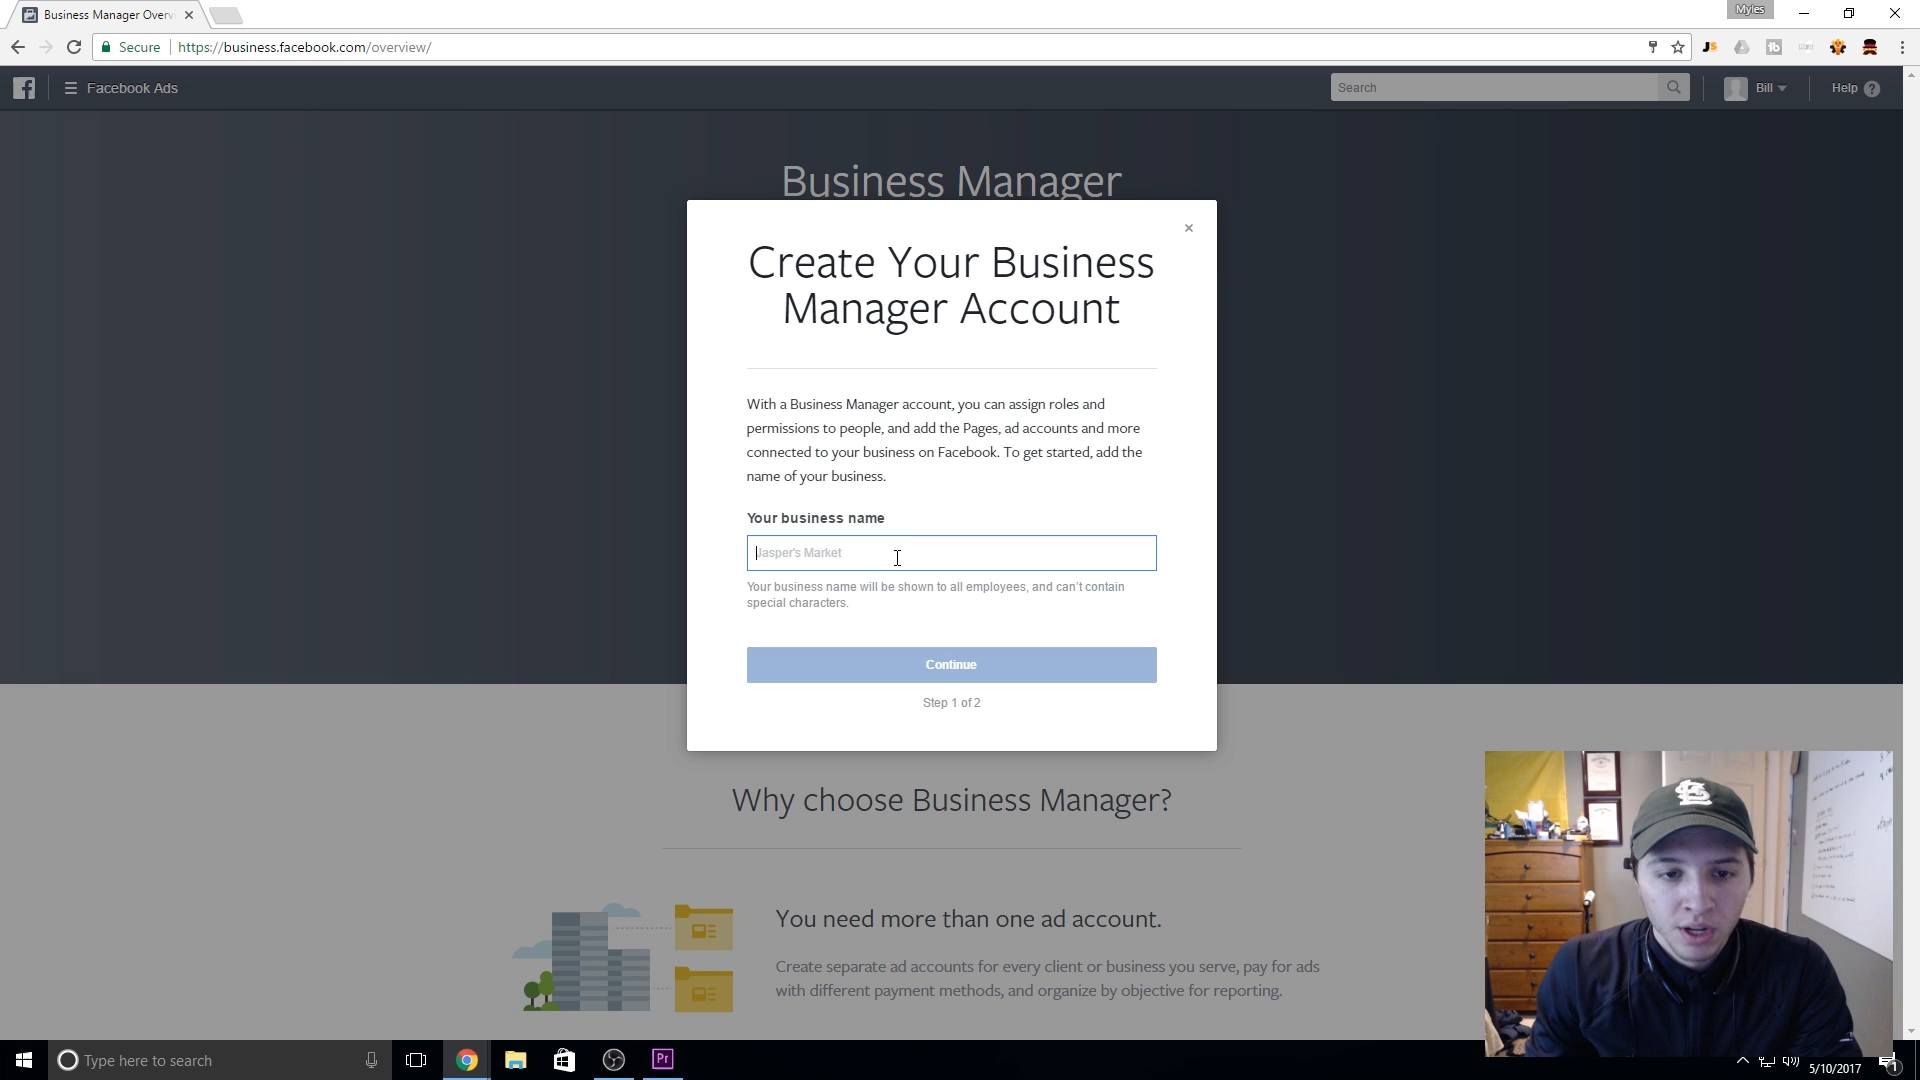 Business Manager Overv
Myles
Secure
https://business.facebook.com/overview/
Facebook Ads
Search
Bill
Help
Business Manager
Create Your Business
Manager Account
With a Business Manager account, you can assign roles and
permissions to people, and add the Pages, ad accounts and more
connected to your business on Facebook. To get started, add the
name of your business.
Your business name
Jasper's Market
Your business name will be shown to all employees, and can't contain
special characters.
Continue
Step 1 of 2
Why choose Business Manager?
You need more than one ad account.
Create separate ad accounts for every client or business you serve, pay for ads
with different payment methods, and organize by objective for reporting.
Type here to search
Pr
5/10/2017
1